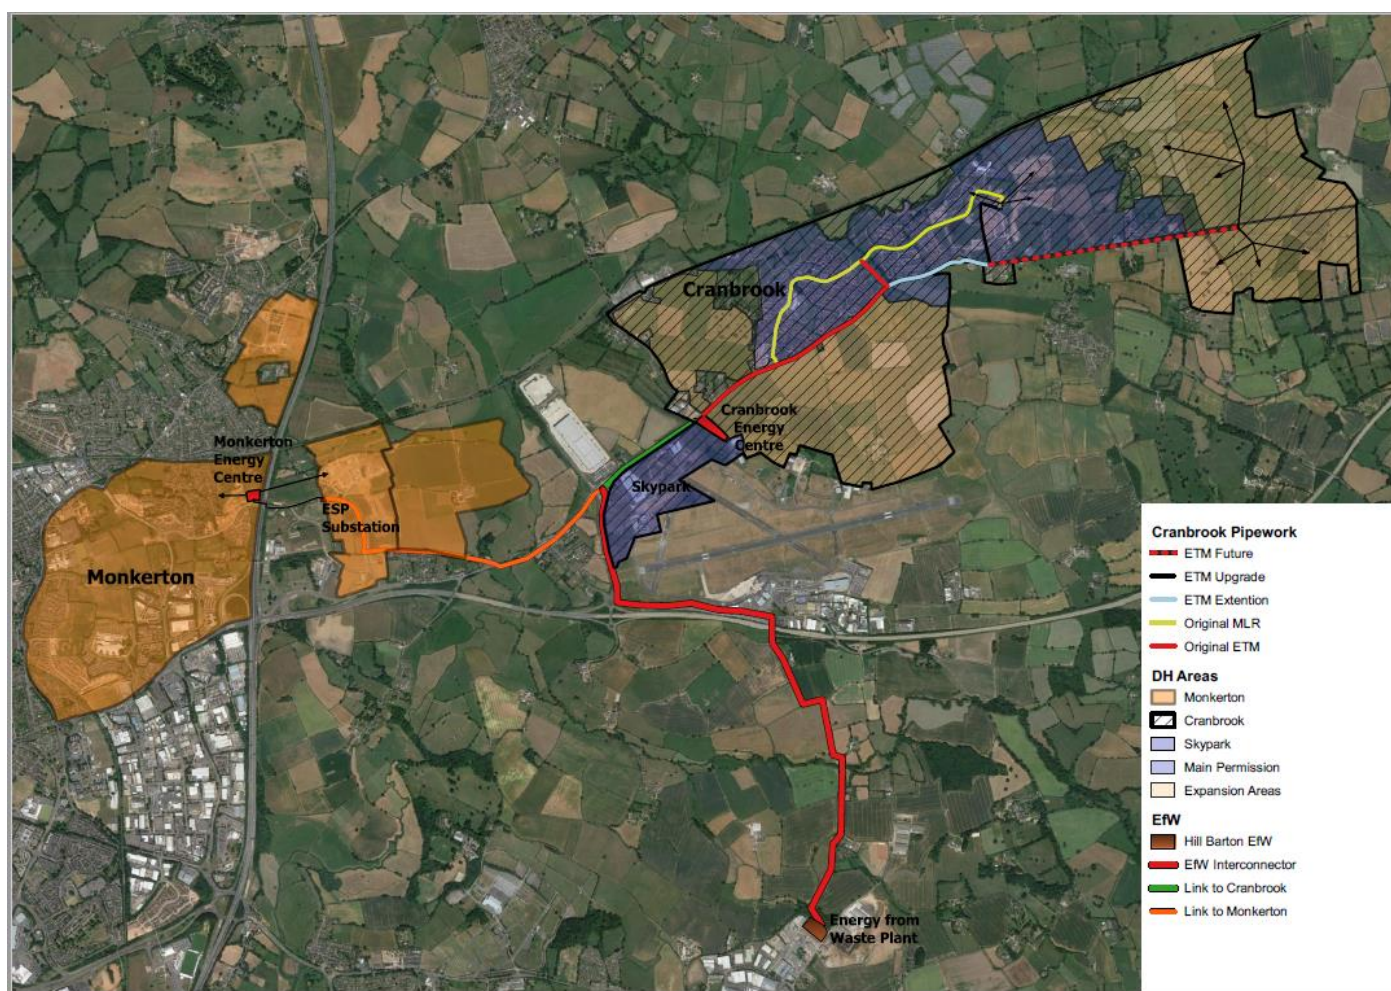 Cranbrook
Cranbrook
Energy
Centre
Monkerton
Energy
Centre
Skypark
ESP
Substation
Monkerton
Energy from
Waste Plant
Cranbrook Pipework
ETM Future
ETM Upgrade
ETM Extention
Original MLR
Original ETM
DH Areas
Monkerton
Cranbrook
Skypark
Main Permission
Expansion Areas
EfW
Hill Barton EfW
EfW Interconnector
Link to Cranbrook
Link to Monkerton